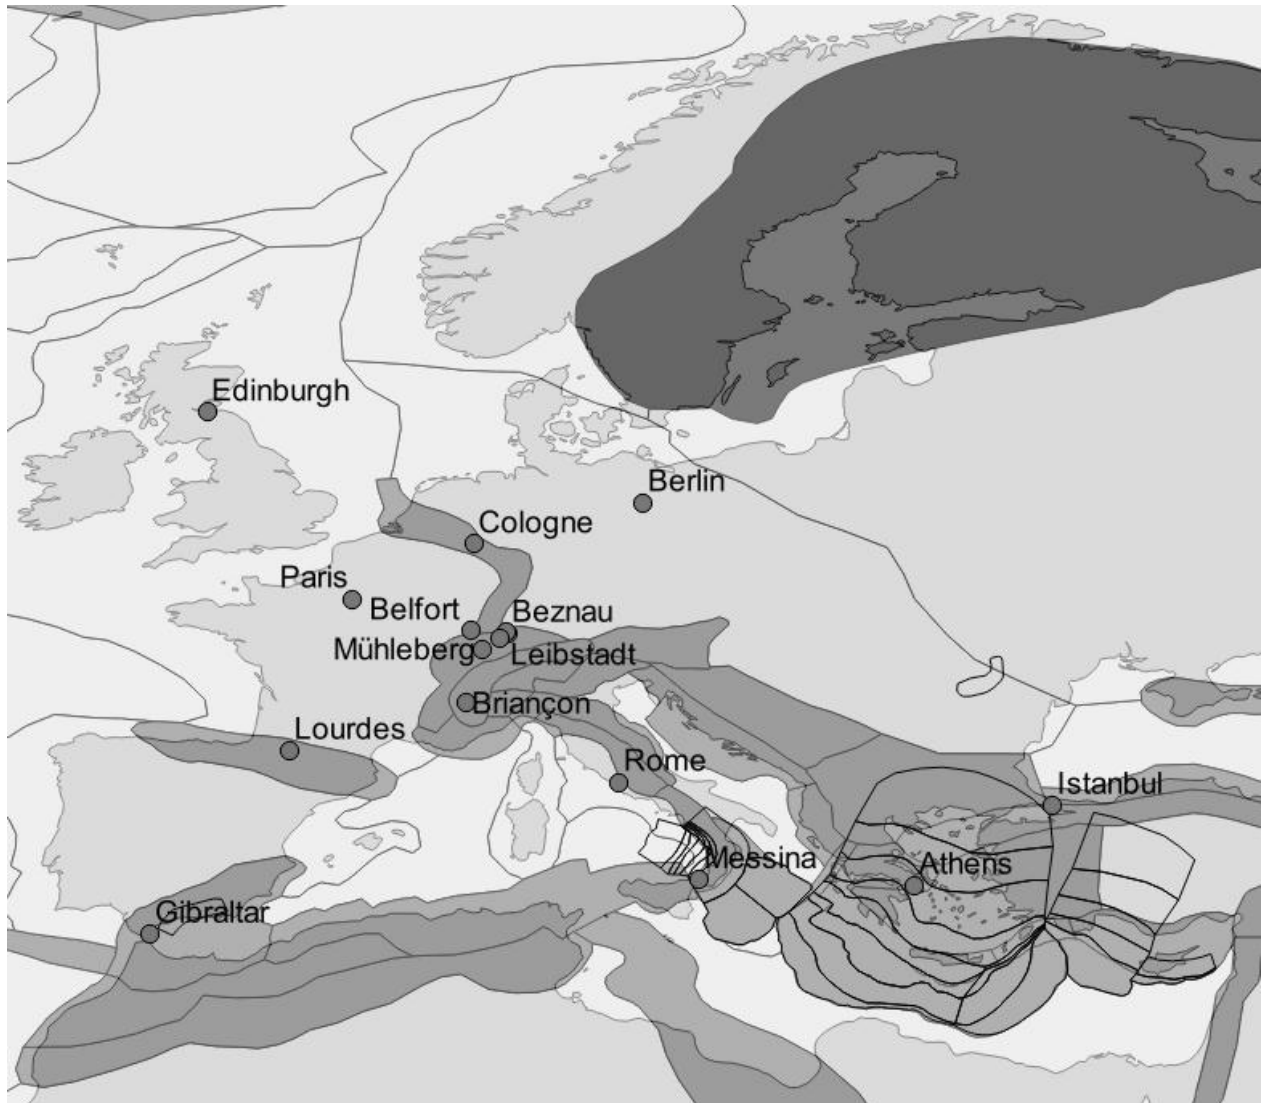 Edinburgh
Berlin
Cologne
Paris
Belfort
Beznau
Mühleberg
Leibstadt
Briançon
Lourdes
Rome
Istanbul
Messina
Athens
Gibraltar